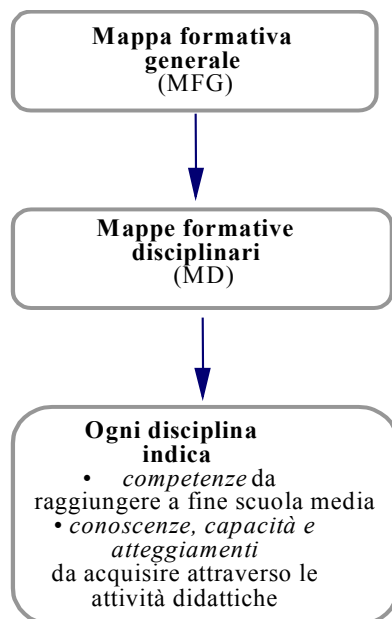 Mappa formativa
generale
(MFG)
Mappe formative
disciplinari
(MD)
Ogni disciplina
indica
• competenze da
raggiungere a fine scuola media
• conoscenze, capacità e
atteggiamenti
da acquisire attraverso le
attività didattiche